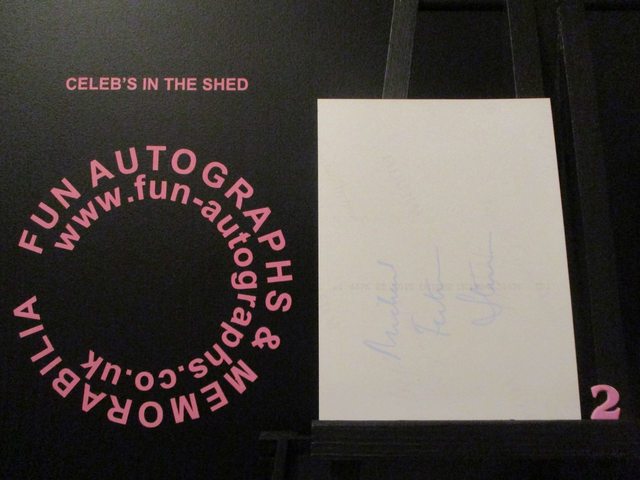 CELEB'S IN THE SHED
FUN AUTOGRAPHS & MEMORABILIA
www.fun-autographs.co.uk
2